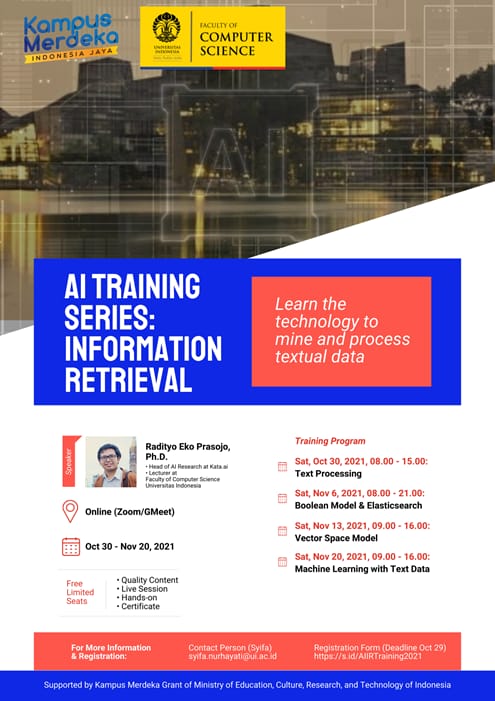 Kampus
Merdeka
INDONESIA JAYA
UNIVERSITAS
INDONESIA
FACULTY OF
COMPUTER
SCIENCE
AI
AI TRAINING
SERIES:
INFORMATION
RETRIEVAL
Learn the
technology to
mine and process
textual data
Speaker
Radityo Eko Prasojo,
Ph.D.
• Head of AI Research at Kata.ai
• Lecturer at
Faculty of Computer Science
Universitas Indonesia
Online (Zoom/GMeet)
Oct 30 - Nov 20, 2021
Free
Limited
Seats
• Quality Content
• Live Session
• Hands-on
• Certificate
Training Program
Sat, Oct 30, 2021, 08.00 - 15.00:
Text Processing
Sat, Nov 6, 2021, 08.00 - 21.00:
Boolean Model & Elasticsearch
Sat, Nov 13, 2021, 09.00 - 16.00:
Vector Space Model
Sat, Nov 20, 2021, 09.00 - 16.00:
Machine Learning with Text Data
For More Information
& Registration:
Contact Person (Syifa)
syifa.nurhayati@ui.ac.id
Registration Form (Deadline Oct 29)
https://s.id/AIIRTraining2021
Supported by Kampus Merdeka Grant of Ministry of Education, Culture, Research, and Technology of Indonesia